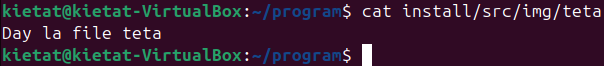 kietat@kietat-VirtualBox:~/program$ cat install/src/img/teta
Day la file teta
kietat@kietat-VirtualBox:~/program$